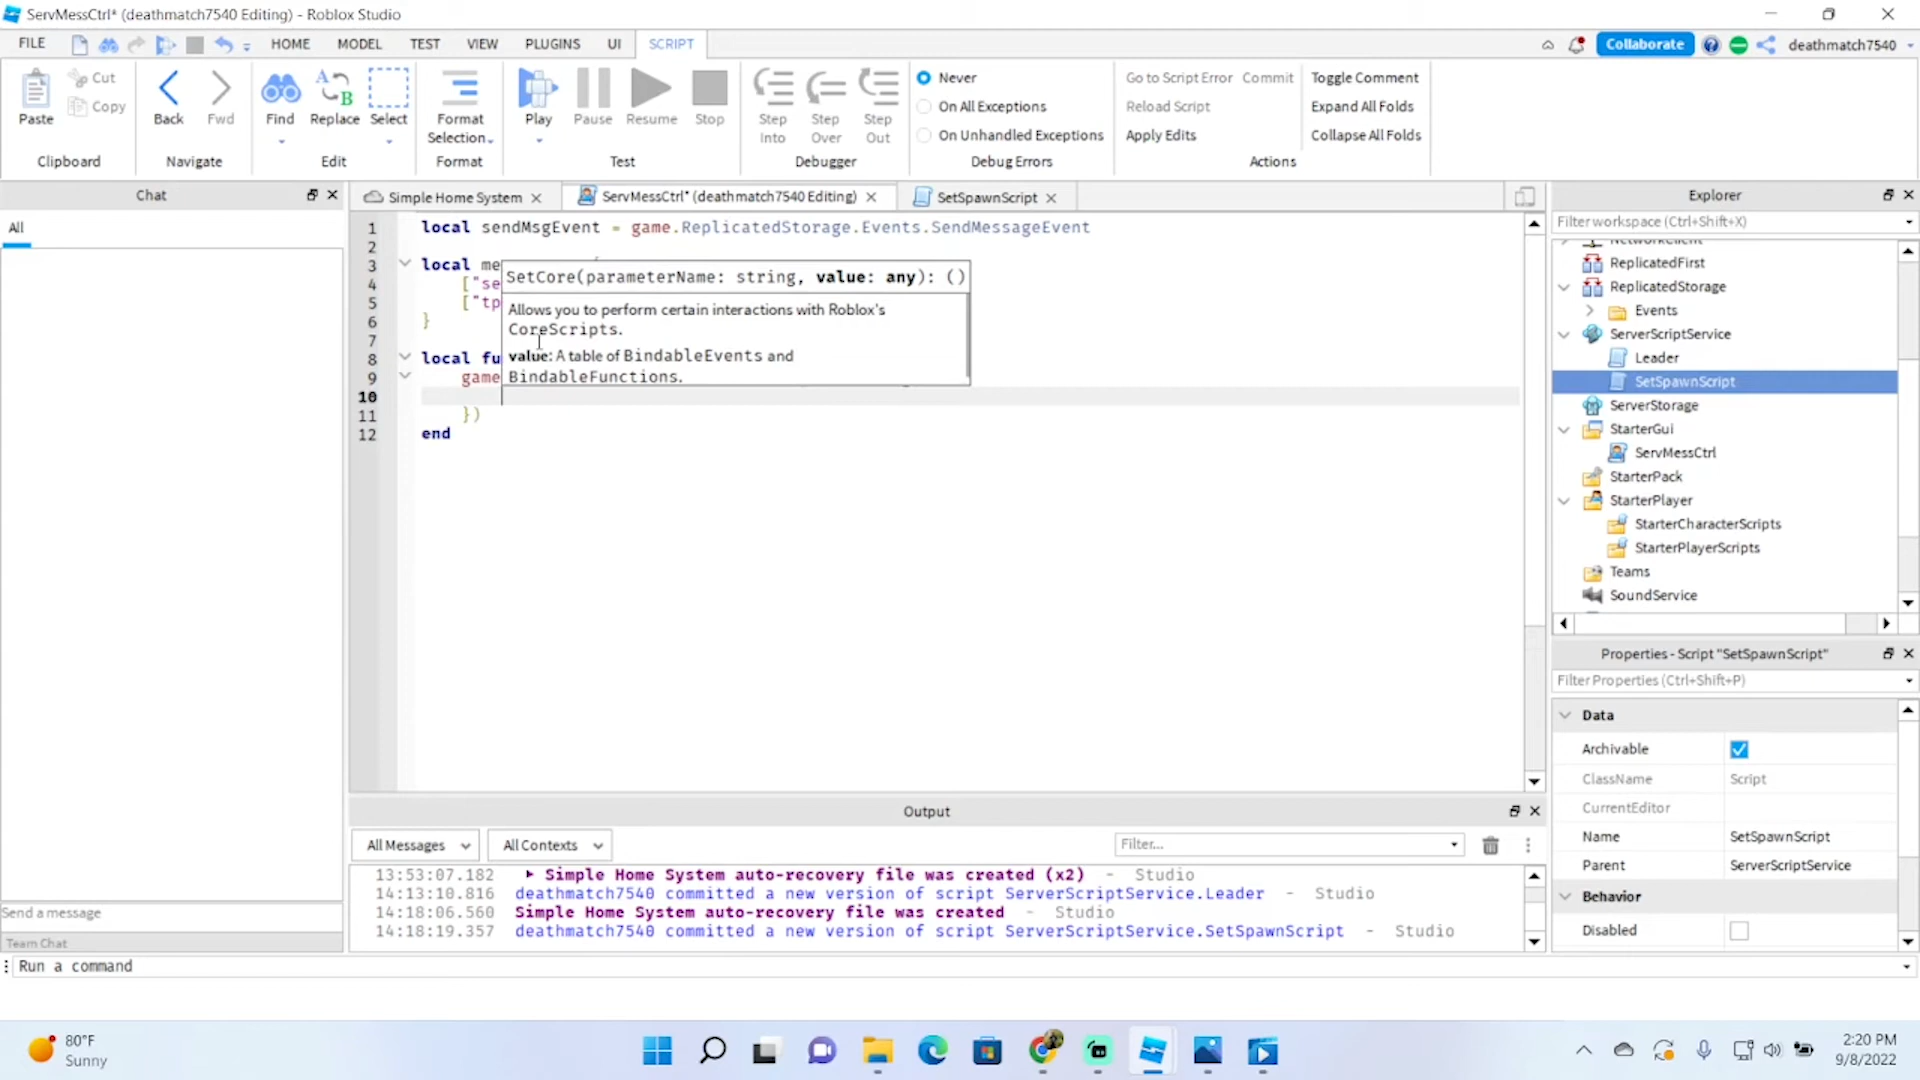 ServMessCtrl* (deathmatch7540 Editing) - Roblox Studio
FILE HOME MODEL TEST VIEW PLUGINS UI SCRIPT Collaborate deathmatch7540
Paste Cut Copy Back Fwd Find Replace Select Format Selection Play Pause Resume Stop Step Into Step Over Step Out
Never Go to Script Error Commit Toggle Comment
On All Exceptions Reload Script Expand All Folds
On Unhandled Exceptions Apply Edits Collapse All Folds
Clipboard Navigate Edit Format Test Debugger Debug Errors Actions
Chat
All
Send a message
Team Chat
Simple Home System ServMessCtrl* (deathmatch7540 Editing) SetSpawnScript
1 local sendMsgEvent = game.ReplicatedStorage.Events.SendMessageEvent
2
3 local me
4 ["se
5 ["tp
6 }
7
8 local fu
9 game
10
11 })
12 end
SetCore(parameterName: string, value: any): ()
Allows you to perform certain interactions with Roblox's
CoreScripts.
value: A table of BindableEvents and
BindableFunctions.
Output
All Messages All Contexts Filter...
13:53:07.182 Simple Home System auto-recovery file was created (x2) - Studio
14:13:10.816 deathmatch7540 committed a new version of script ServerScriptService.Leader - Studio
14:18:06.560 Simple Home System auto-recovery file was created - Studio
14:18:19.357 deathmatch7540 committed a new version of script ServerScriptService.SetSpawnScript - Studio
Run a command
Explorer
Filter workspace (Ctrl+Shift+X)
NetworkClient
ReplicatedFirst
ReplicatedStorage
Events
ServerScriptService
Leader
SetSpawnScript
ServerStorage
StarterGui
ServMessCtrl
StarterPack
StarterPlayer
StarterCharacterScripts
StarterPlayerScripts
Teams
SoundService
Properties - Script "SetSpawnScript"
Filter Properties (Ctrl+Shift+P)
Data
Archivable
ClassName Script
CurrentEditor
Name SetSpawnScript
Parent ServerScriptService
Behavior
Disabled
80°F
Sunny
2:20 PM
9/8/2022